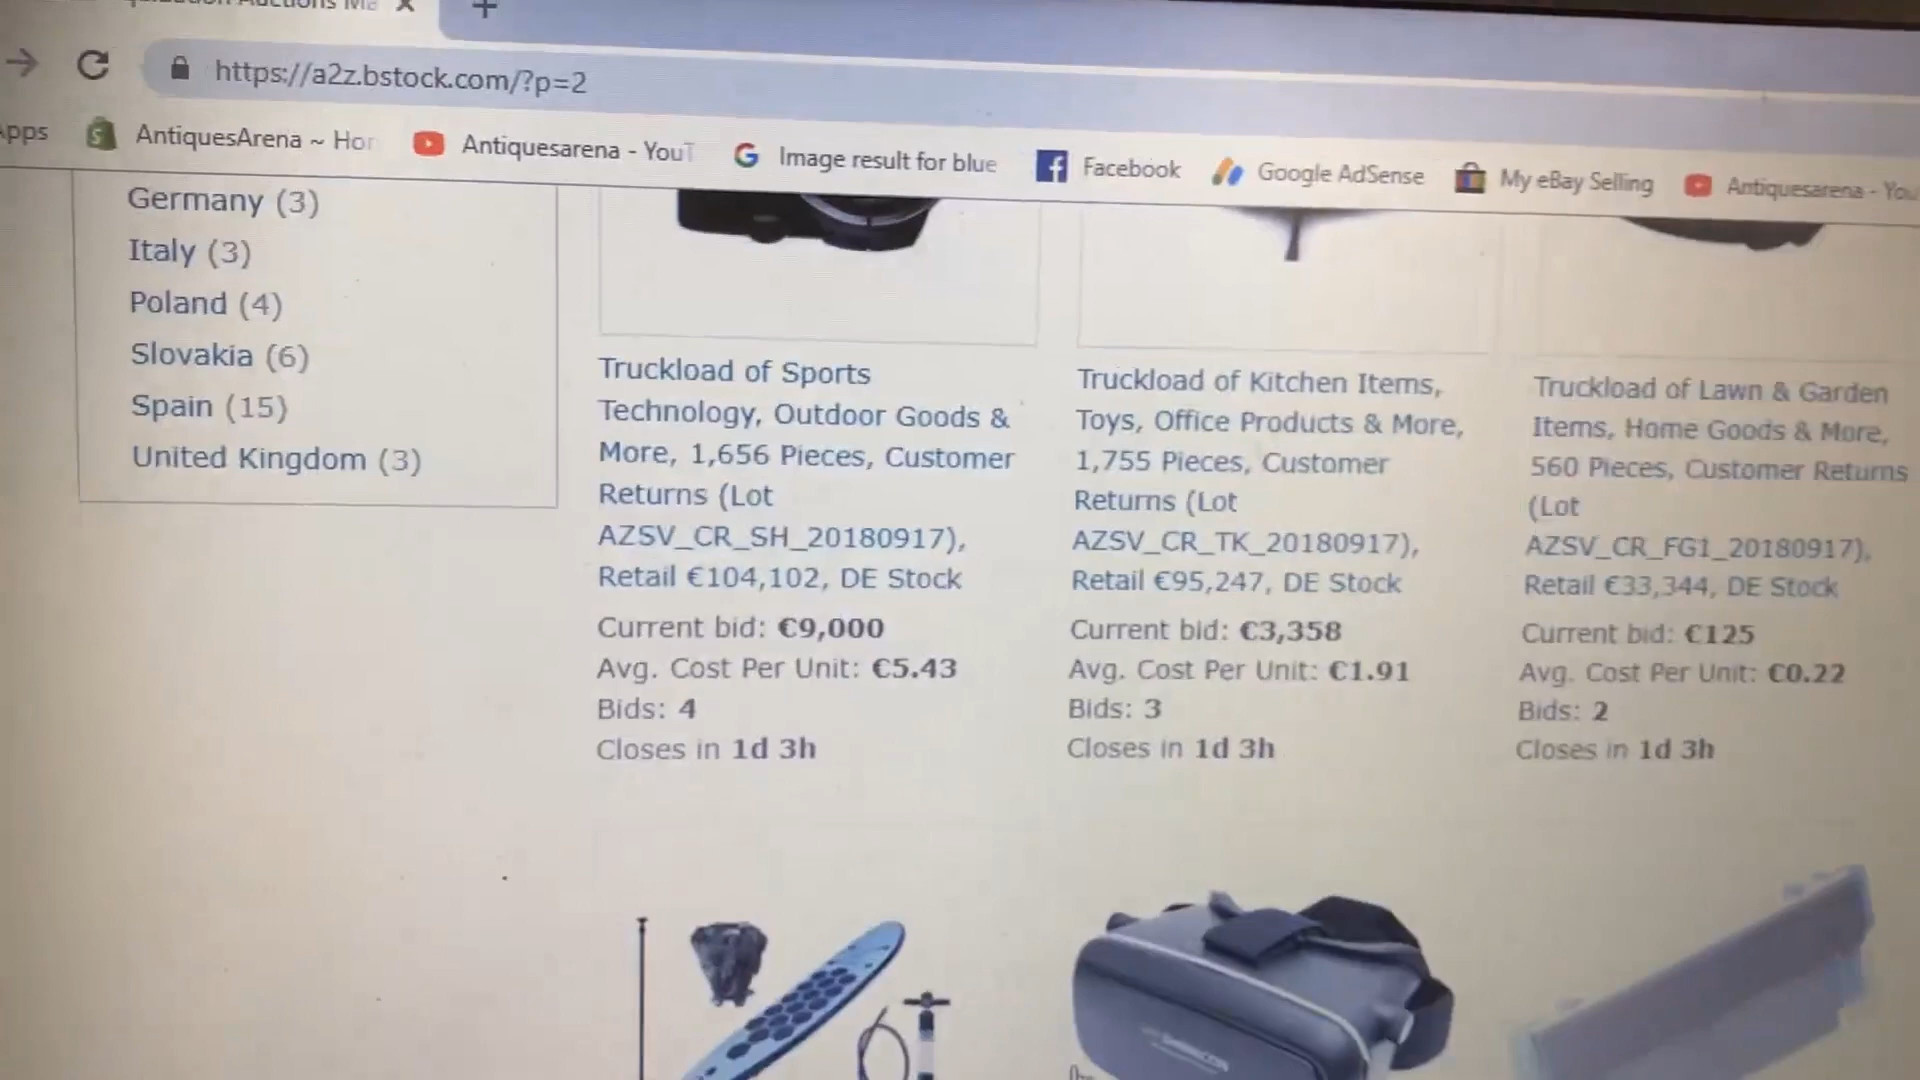 https://a2z.bstock.com/?p=2
AntiquesArena ~ Hor
Antiquesarena - YouT
Image result for blue
Facebook
Google AdSense
My eBay Selling
Antiquesarena - You
Germany (3)
Italy (3)
Poland (4)
Slovakia (6)
Spain (15)
United Kingdom (3)
Truckload of Sports
Technology, Outdoor Goods &
More, 1,656 Pieces, Customer
Returns (Lot
AZSV_CR_SH_20180917),
Retail €104,102, DE Stock
Current bid: €9,000
Avg. Cost Per Unit: €5.43
Bids: 4
Closes in 1d 3h
Truckload of Kitchen Items,
Toys, Office Products & More,
1,755 Pieces, Customer
Returns (Lot
AZSV_CR_TK_20180917),
Retail €95,247, DE Stock
Current bid: €3,358
Avg. Cost Per Unit: €1.91
Bids: 3
Closes in 1d 3h
Truckload of Lawn & Garden
Items, Home Goods & More,
560 Pieces, Customer Returns
(Lot
AZSV_CR_FG1_20180917),
Retail €33,344, DE Stock
Current bid: €125
Avg. Cost Per Unit: €0.22
Bids: 2
Closes in 1d 3h